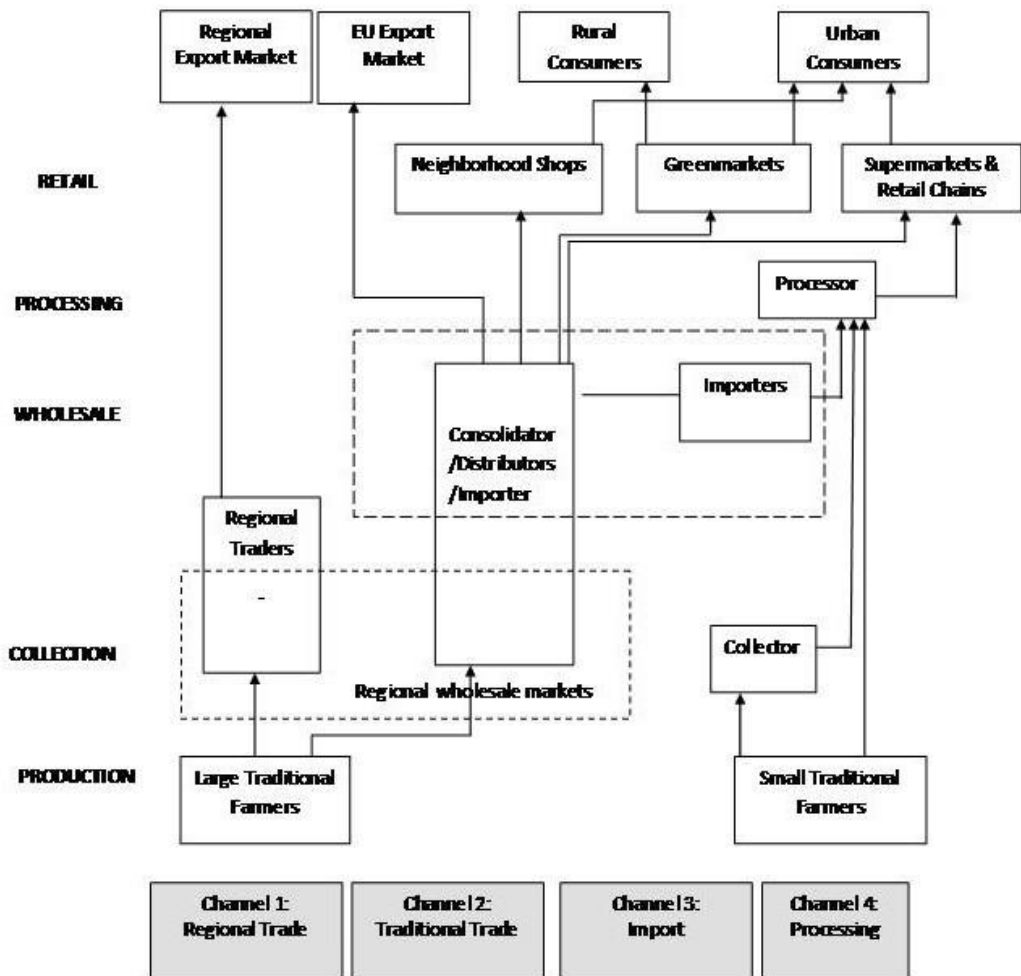 Regional
Export Market
EU Export
Market
Rural
Consumers
Urban
Consumers
RETAIL
Neighborhood Shops
Greenmarkets
Supermarkets &
Retail Chains
PROCESSING
Processor
WHOLESALE
Importers
Consolidator
/Distributors
/Importer
Regional
Traders
-
COLLECTION
Collector
Regional wholesale markets
PRODUCTION
Large Traditional
Farmers
Small Traditional
Farmers
Channel 1:
Regional Trade
Channel 2:
Traditional Trade
Channel 3:
Import
Channel 4:
Processing